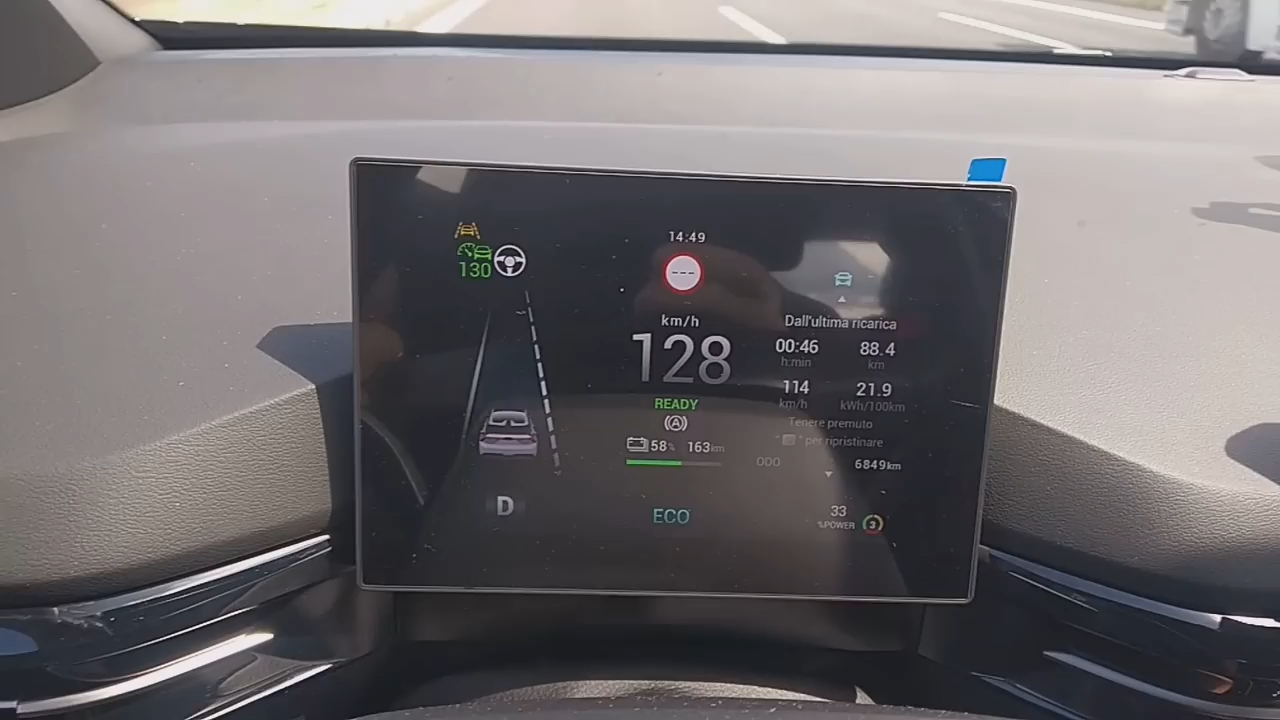 14:49
130
---
km/h
128
READY
(A)
58% 163km
D
ECO
Dall'ultima ricarica
00:46 88.4
h:min km
114 21.9
km/h kWh/100km
Tenere premuto
" " per ripristinare
ODO 6849km
33
%POWER 3